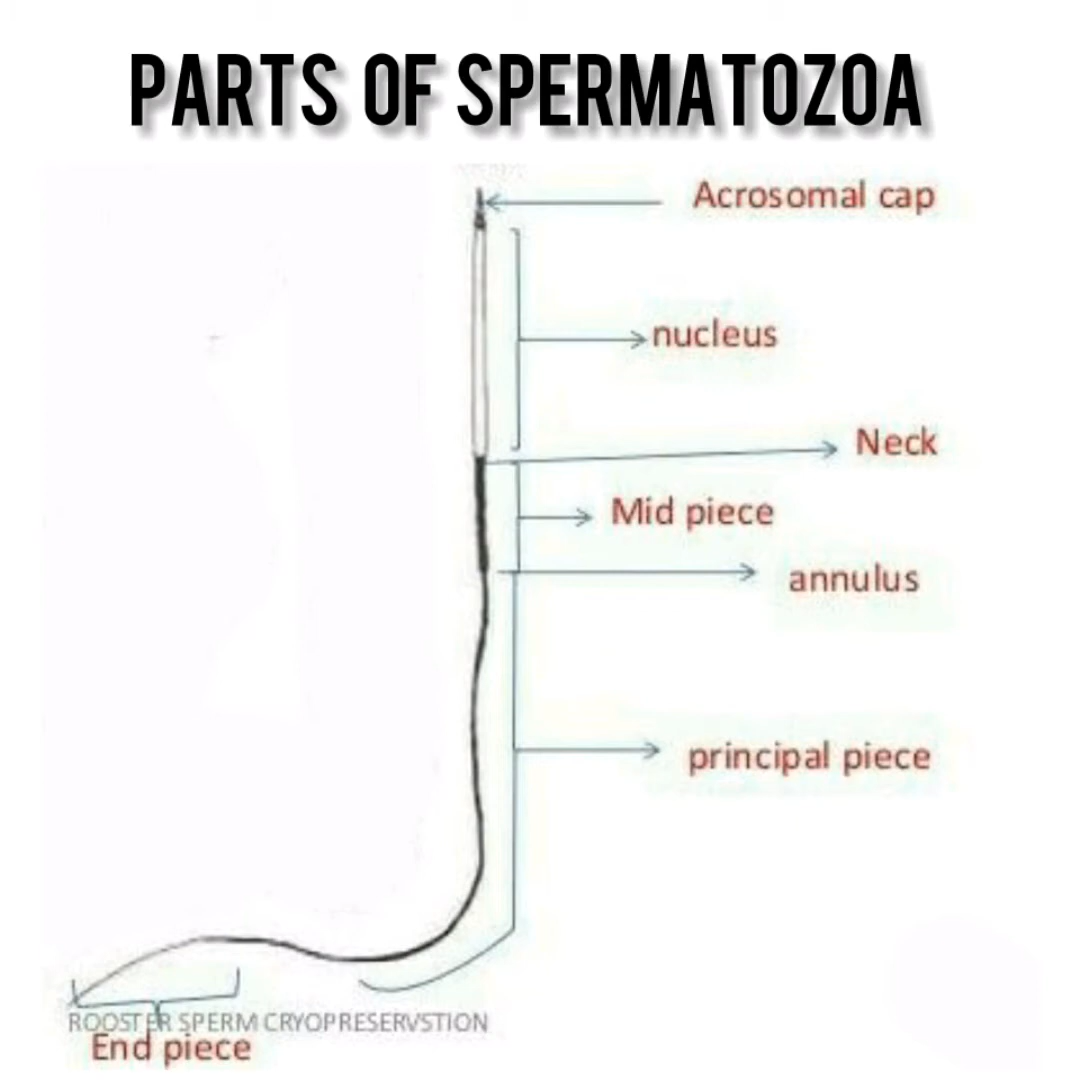 PARTS OF SPERMATOZOA
Acrosomal cap
nucleus
Neck
Mid piece
annulus
principal piece
ROOSTER SPERM CRYOPRESERVSTION
End piece